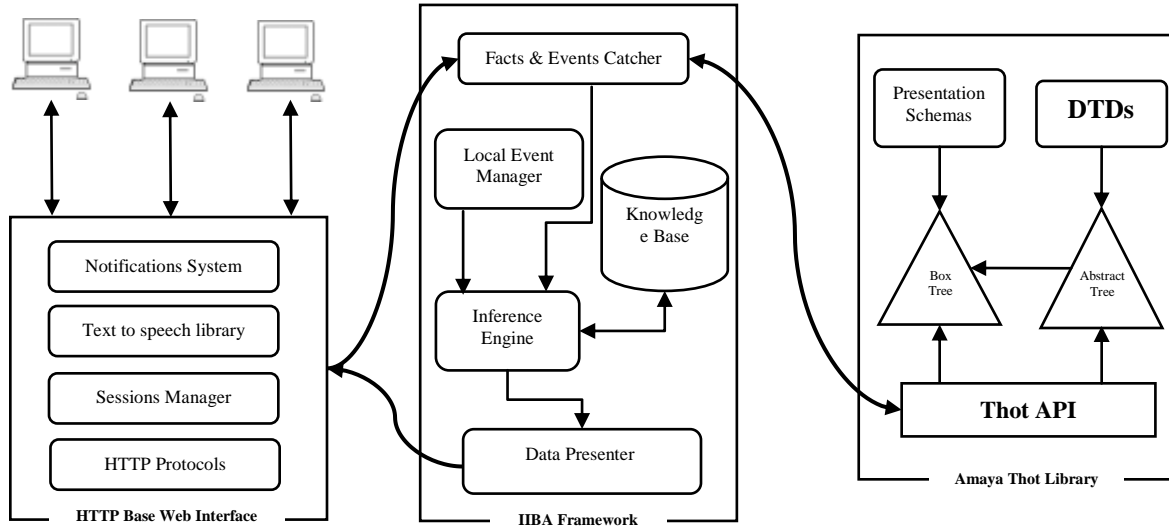 Notifications System
Text to speech library
Sessions Manager
HTTP Protocols
HTTP Base Web Interface
Facts & Events Catcher
Local Event
Manager
Knowledg
e Base
Inference
Engine
Data Presenter
IIBA Framework
Presentation
Schemas
DTDs
Box
Tree
Abstract
Tree
Thot API
Amaya Thot Library